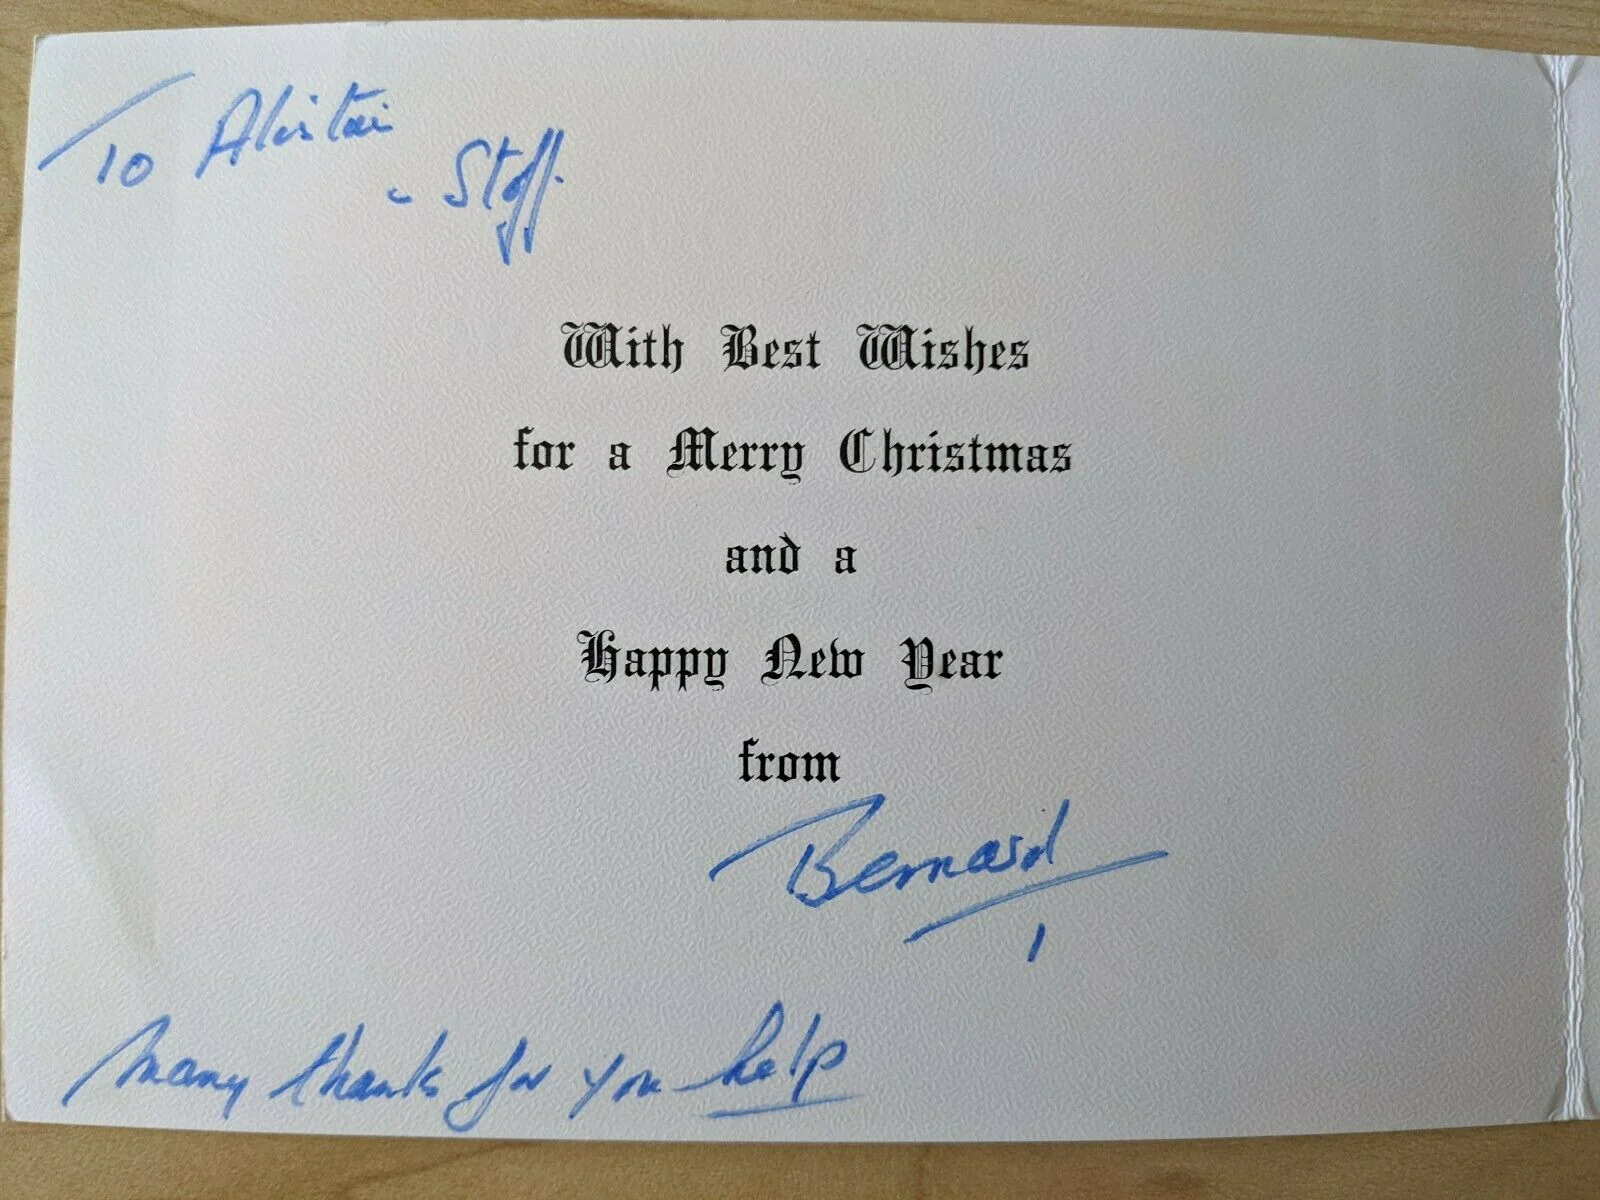 To Alistair
& Staff.
With Best Wishes
for a Merry Christmas
and a
Happy New Year
from
Bernard
Many thanks for you help